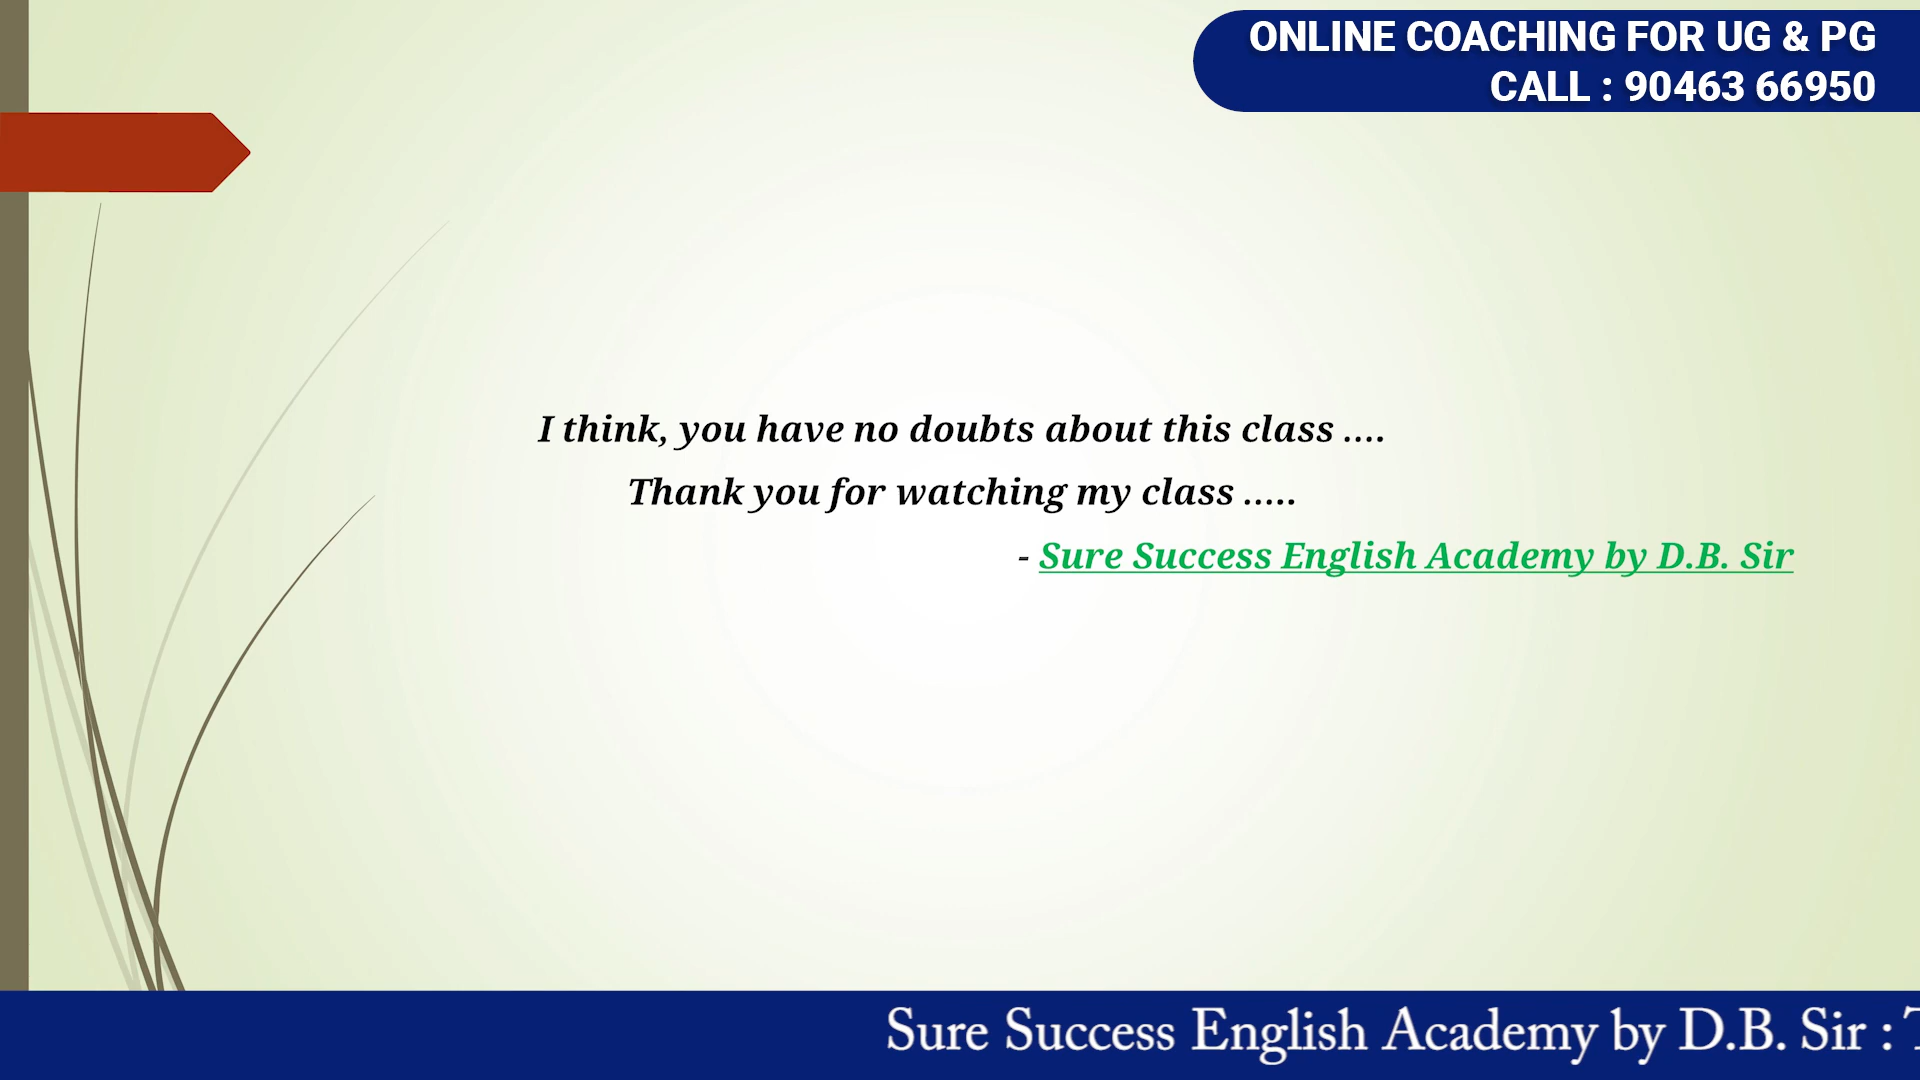 ONLINE COACHING FOR UG & PG
CALL : 90463 66950
I think, you have no doubts about this class ....
Thank you for watching my class .....
- Sure Success English Academy by D.B. Sir
Sure Success English Academy by D.B. Sir :